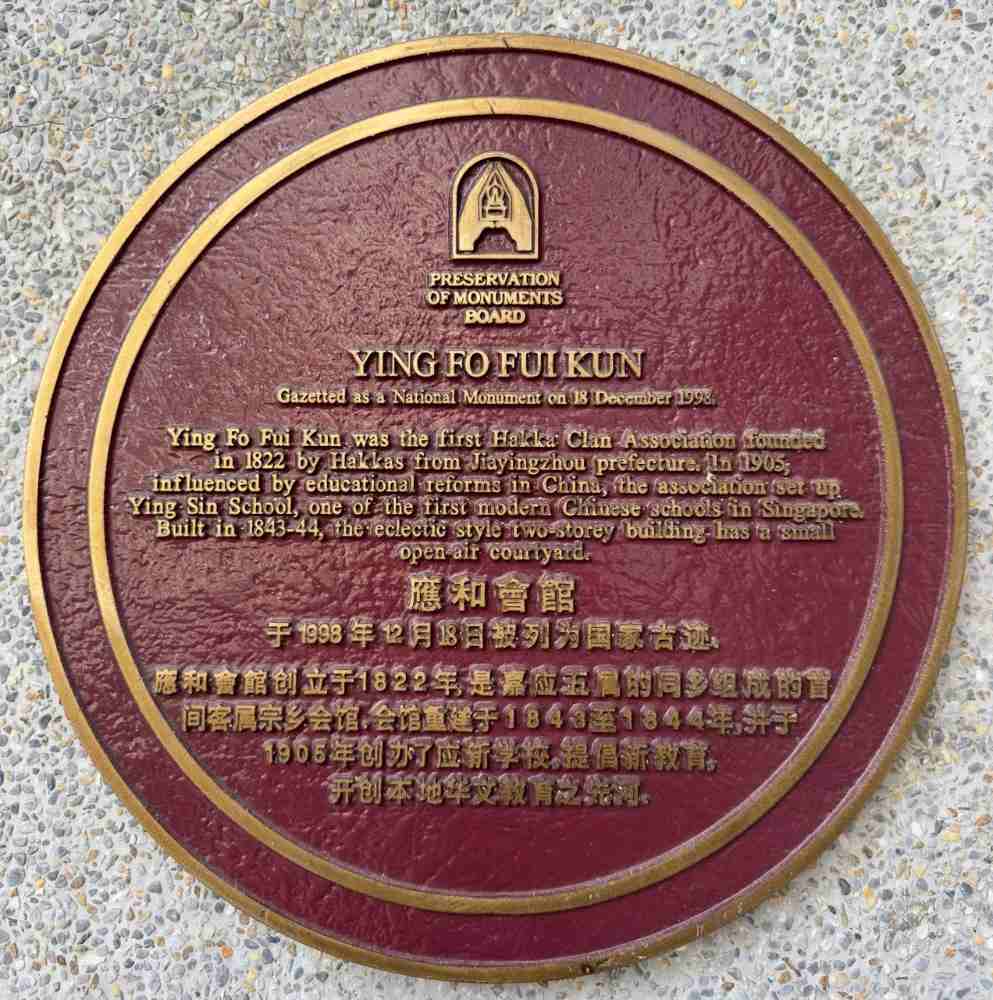 PRESERVATION
OF MONUMENTS
BOARD
YING FO FUI KUN
Gazetted as a National Monument on 18 December 1998.
Ying Fo Fui Kun was the first Hakka Clan Association founded
in 1822 by Hakkas from Jiayingzhou prefecture. In 1905,
influenced by educational reforms in China, the association set up
Ying Sin School, one of the first modern Chinese schools in Singapore.
Built in 1843-44, the eclectic style two-storey building has a small
open-air courtyard.
應和會館
于1998年12月18日被列为国家古迹。
應和會館创立于1822年,是嘉应五属的同乡组成的首
间客属宗乡会馆.会馆重建于1843至1844年,并于
1905年创办了应新学校,提倡新教育,
开创本地华文教育之先河.